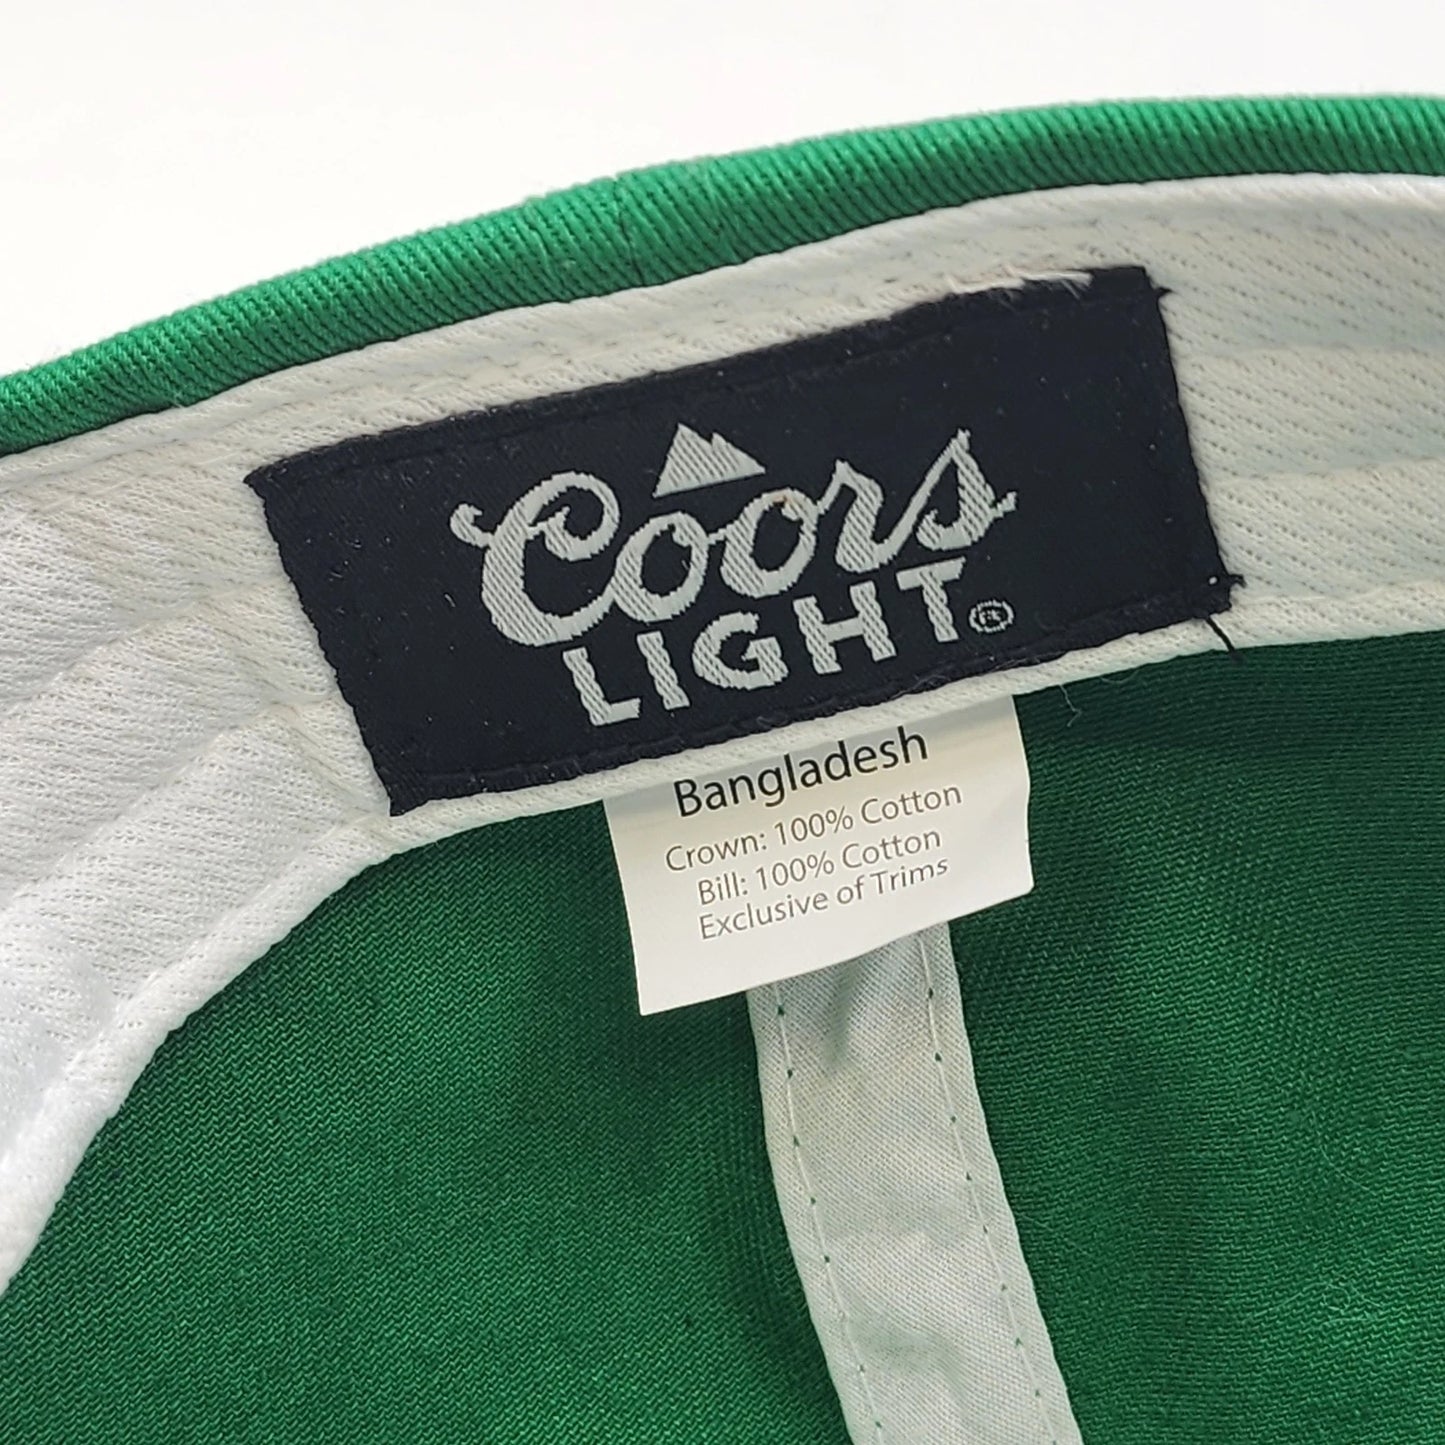 Coors
LIGHT®
Bangladesh
Crown: 100% Cotton
Bill: 100% Cotton
Exclusive of Trims